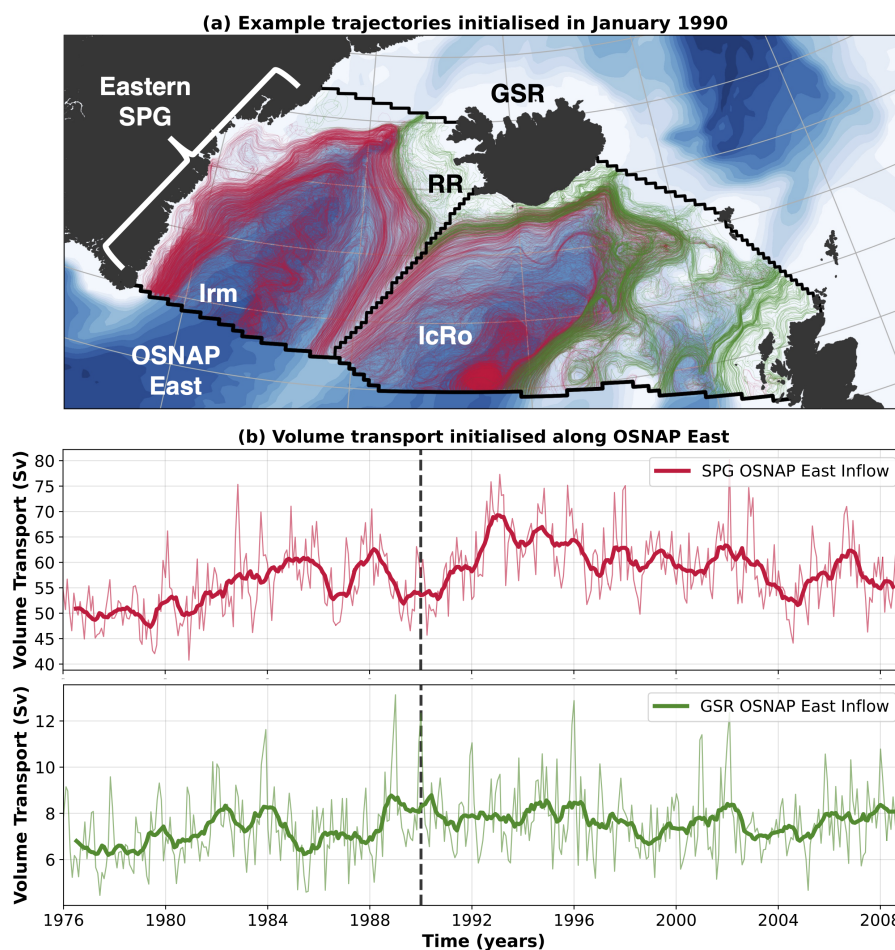 (a) Example trajectories initialised in January 1990
Eastern
SPG
GSR
RR
Irm
IcRo
OSNAP
East
(b) Volume transport initialised along OSNAP East
Volume Transport (Sv)
80
75
70
65
60
55
50
45
40
SPG OSNAP East Inflow
Volume Transport (Sv)
12
10
8
6
GSR OSNAP East Inflow
1976 1980 1984 1988 1992 1996 2000 2004 2008
Time (years)